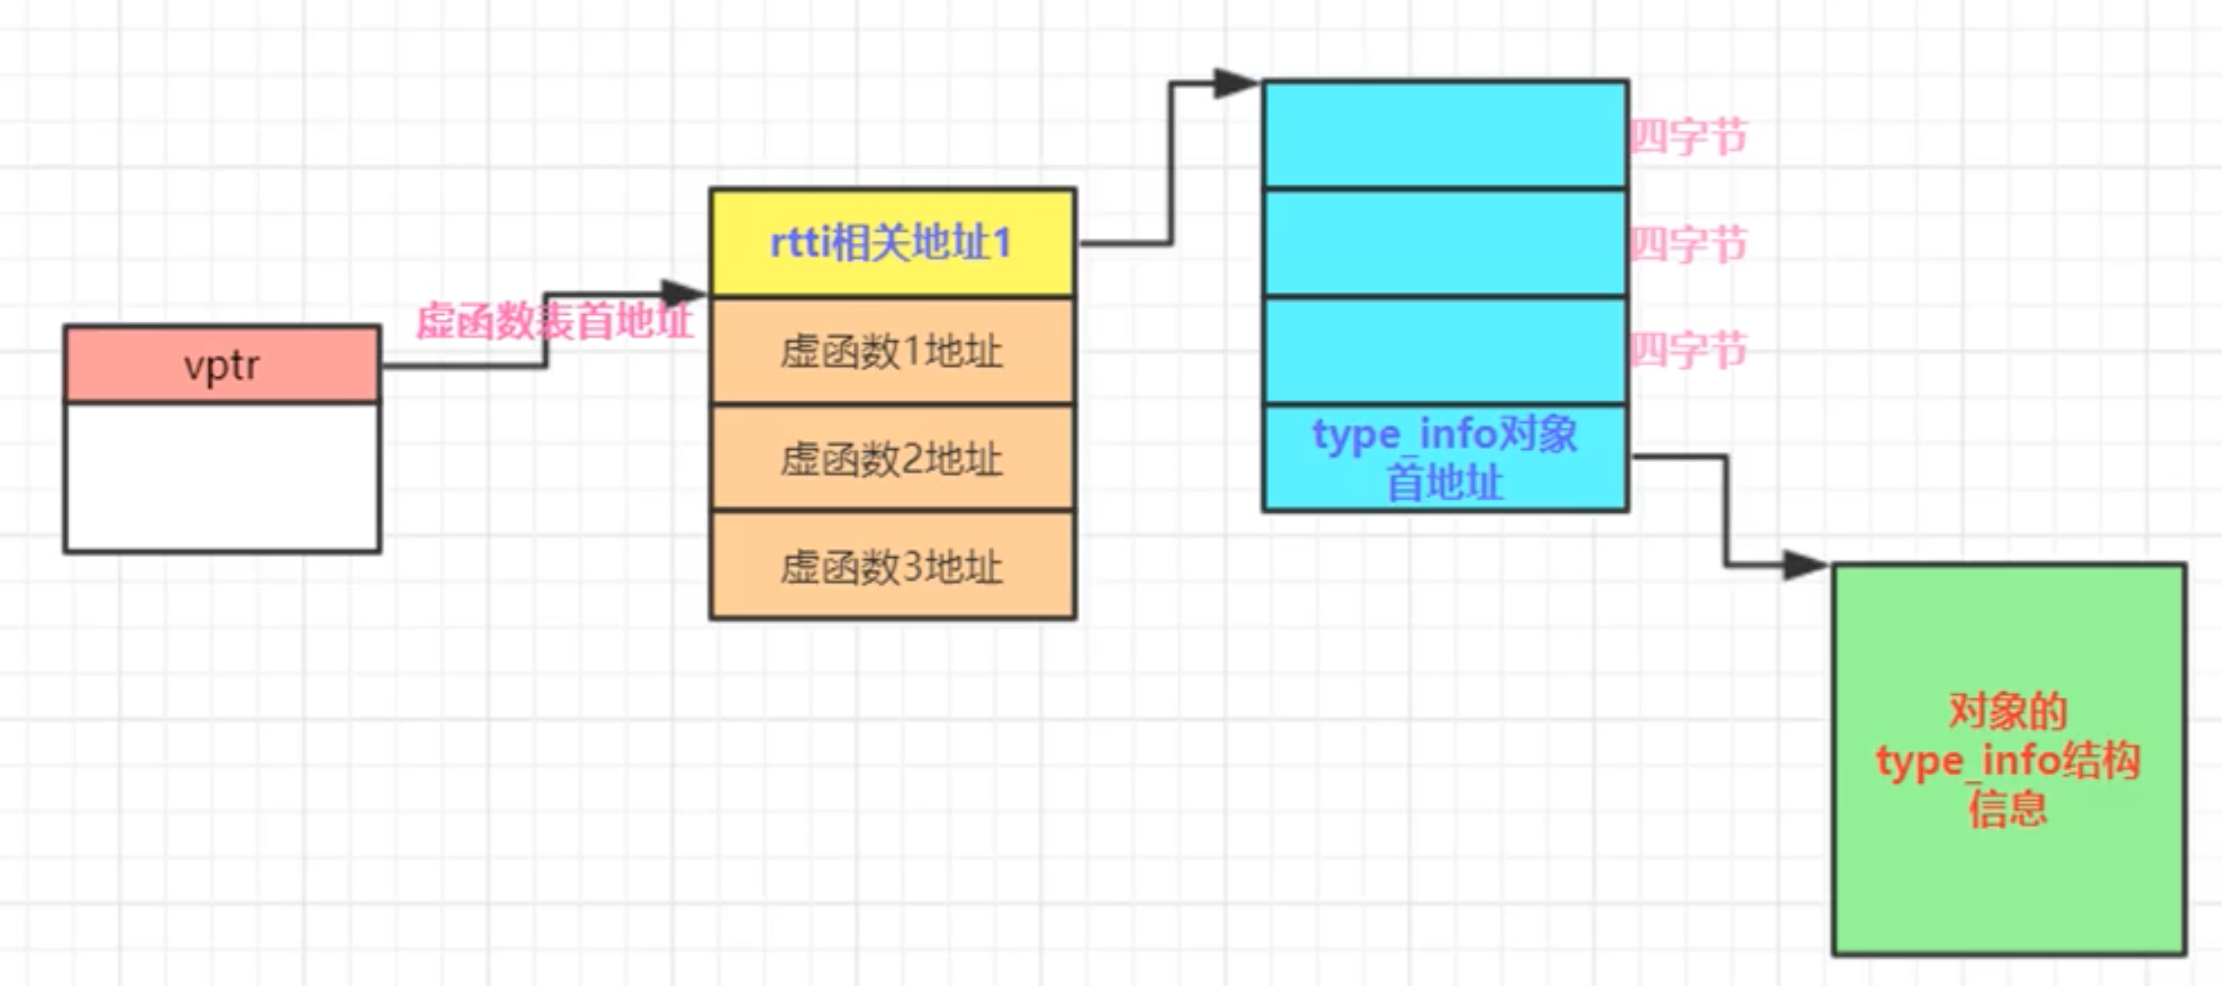 vptr
虚函数表首地址
rtti相关地址1
虚函数1地址
虚函数2地址
虚函数3地址
四字节
四字节
四字节
type_info对象
首地址
对象的
type_info结构
信息